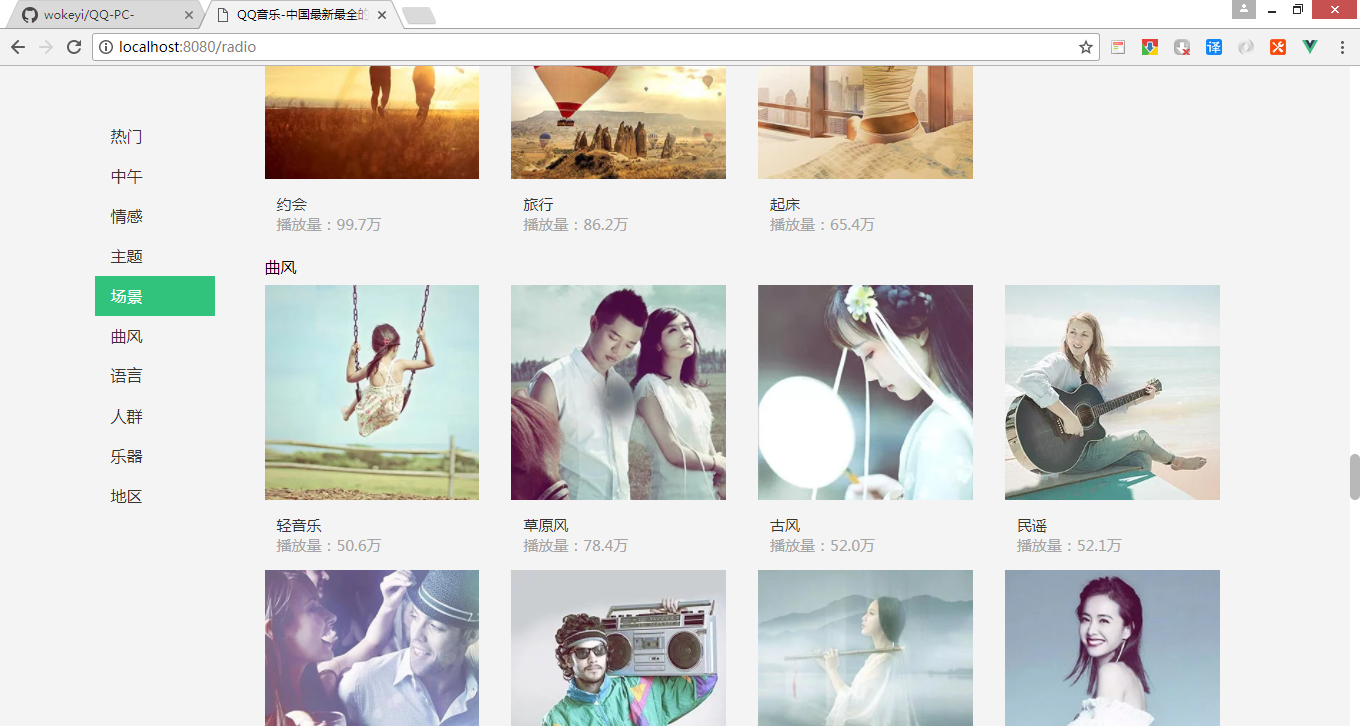 wokeyi/QQ-PC-
QQ音乐-中国最新最全的
localhost:8080/radio
译
热门
中午
情感
主题
场景
曲风
语言
人群
乐器
地区
约会
播放量：99.7万
旅行
播放量：86.2万
起床
播放量：65.4万
曲风
轻音乐
播放量：50.6万
草原风
播放量：78.4万
古风
播放量：52.0万
民谣
播放量：52.1万